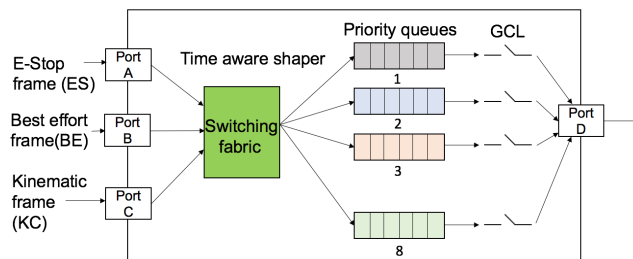 E-Stop
frame (ES)
Port
A
Best effort
frame(BE)
Port
B
Kinematic
frame
(KC)
Port
C
Time aware shaper
Switching
fabric
Priority queues
1
2
3
8
GCL
Port
D